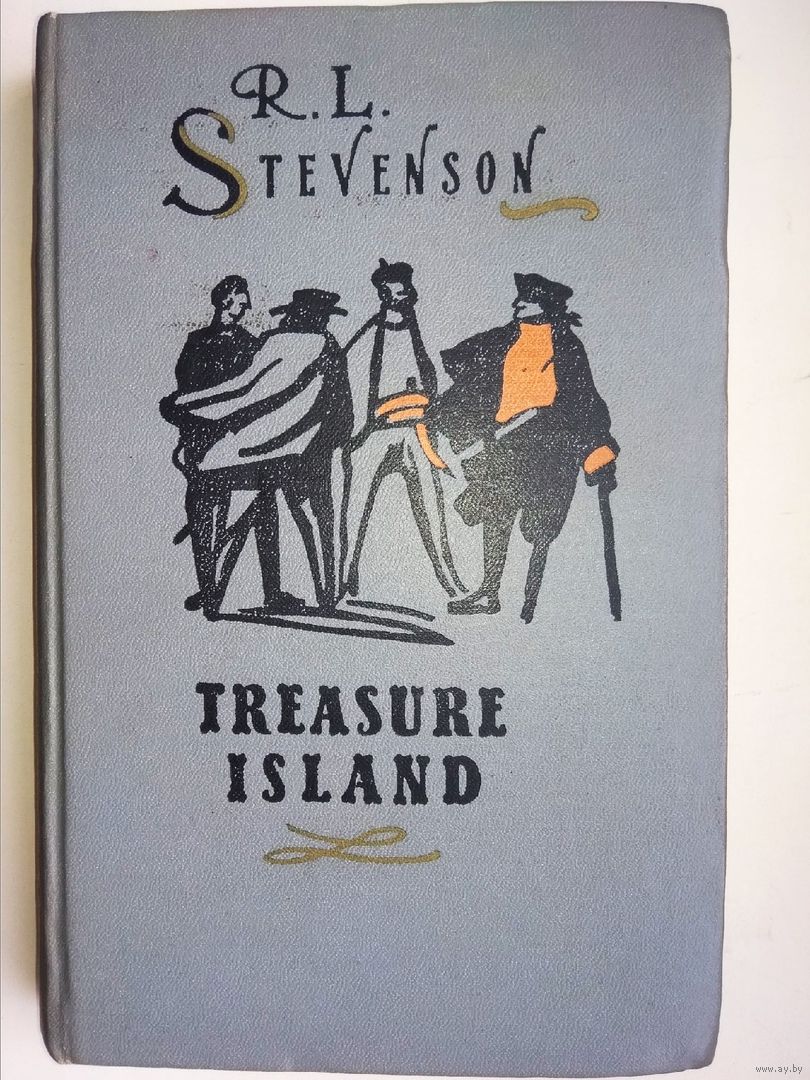 R. L.
STEVENSON
TREASURE
ISLAND
www.ay.by